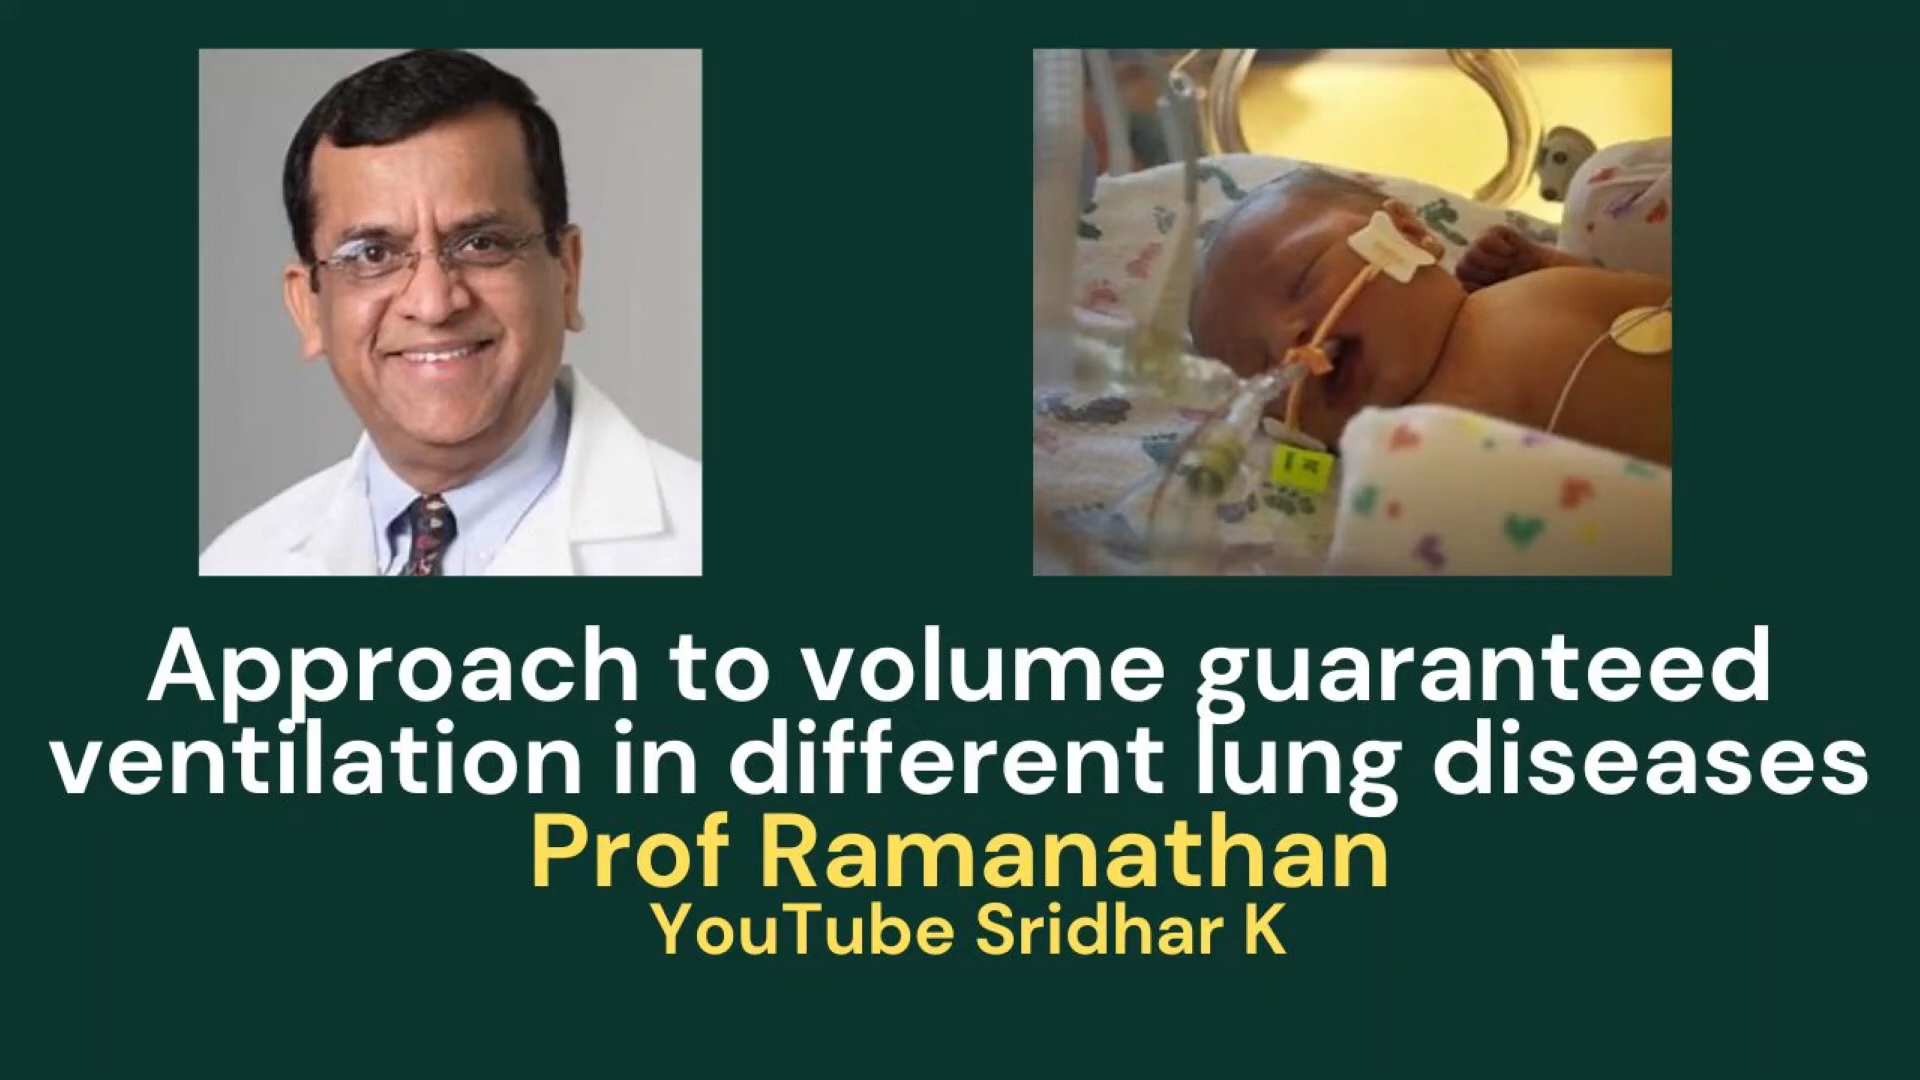 Approach to volume guaranteed
ventilation in different lung diseases
Prof Ramanathan
YouTube Sridhar K